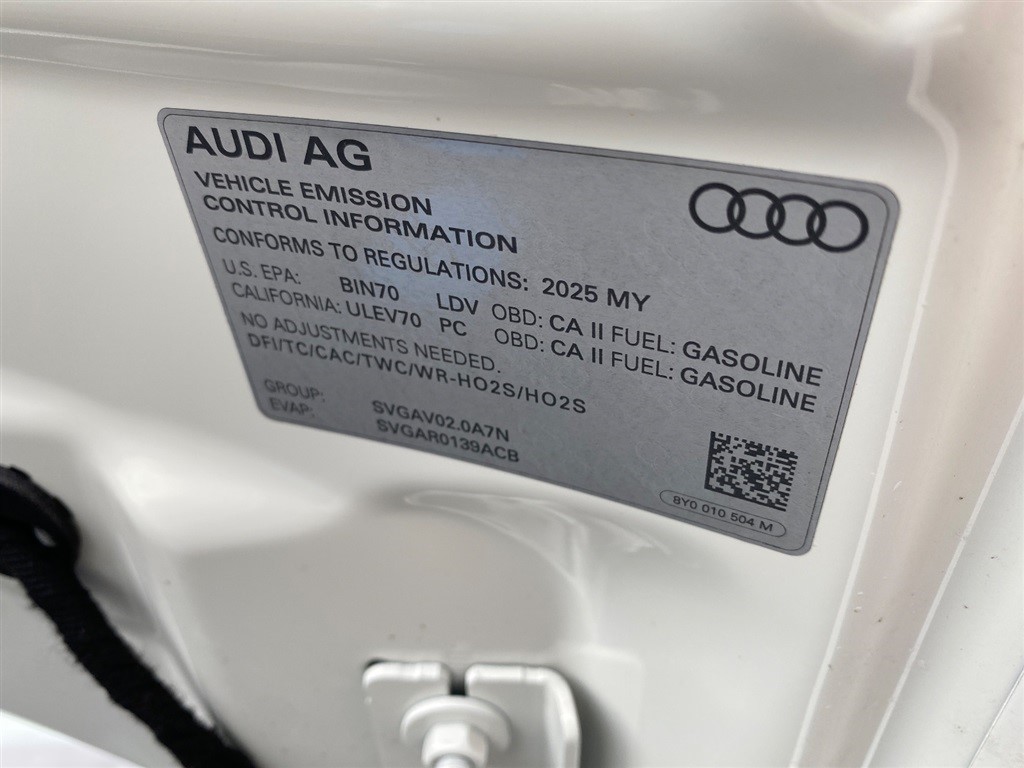 AUDI AG
VEHICLE EMISSION
CONTROL INFORMATION
CONFORMS TO REGULATIONS: 2025 MY
U.S. EPA: BIN70 LDV OBD: CA II FUEL: GASOLINE
CALIFORNIA: ULEV70 PC OBD: CA II FUEL: GASOLINE
NO ADJUSTMENTS NEEDED.
DFI/TC/CAC/TWC/WR-HO2S/HO2S
GROUP: SVGAV02.0A7N
EVAP: SVGAR0139ACB
8Y0 010 504 M